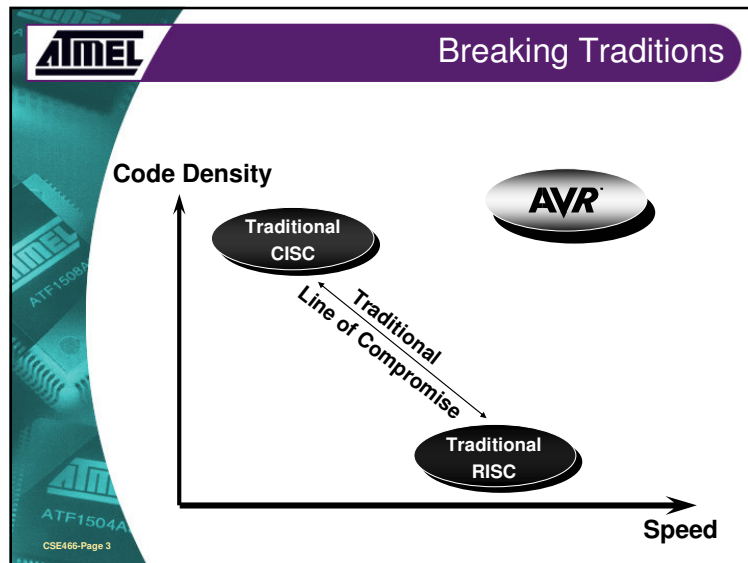 ATMEL
Breaking Traditions
Code Density
AVR
Traditional
CISC
Traditional
Line of Compromise
Traditional
RISC
Speed
ATF1508A
ATF1504A
CSE466-Page 3